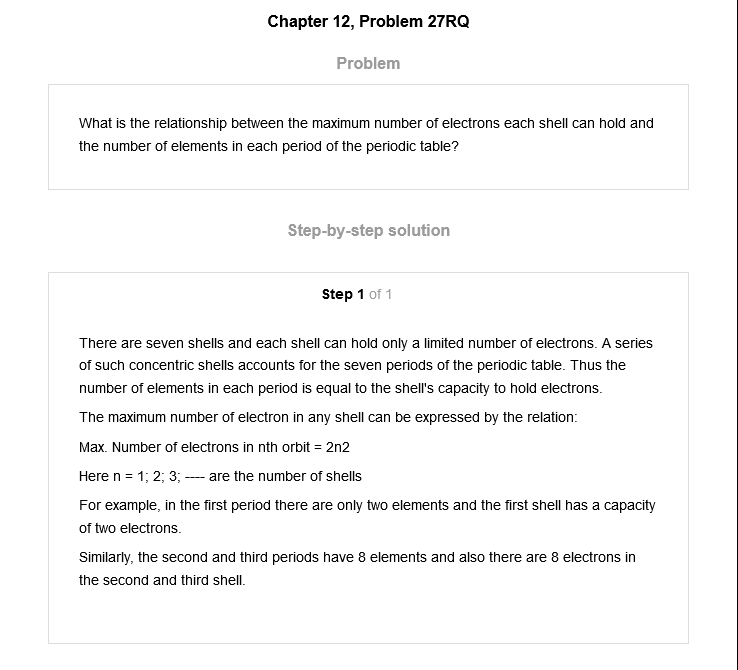 Chapter 12, Problem 27RQ
Problem
What is the relationship between the maximum number of electrons each shell can hold and
the number of elements in each period of the periodic table?
Step-by-step solution
Step 1 of 1
There are seven shells and each shell can hold only a limited number of electrons. A series
of such concentric shells accounts for the seven periods of the periodic table. Thus the
number of elements in each period is equal to the shell's capacity to hold electrons.
The maximum number of electron in any shell can be expressed by the relation:
Max. Number of electrons in nth orbit = 2n2
Here n = 1; 2; 3; ---- are the number of shells
For example, in the first period there are only two elements and the first shell has a capacity
of two electrons.
Similarly, the second and third periods have 8 elements and also there are 8 electrons in
the second and third shell.